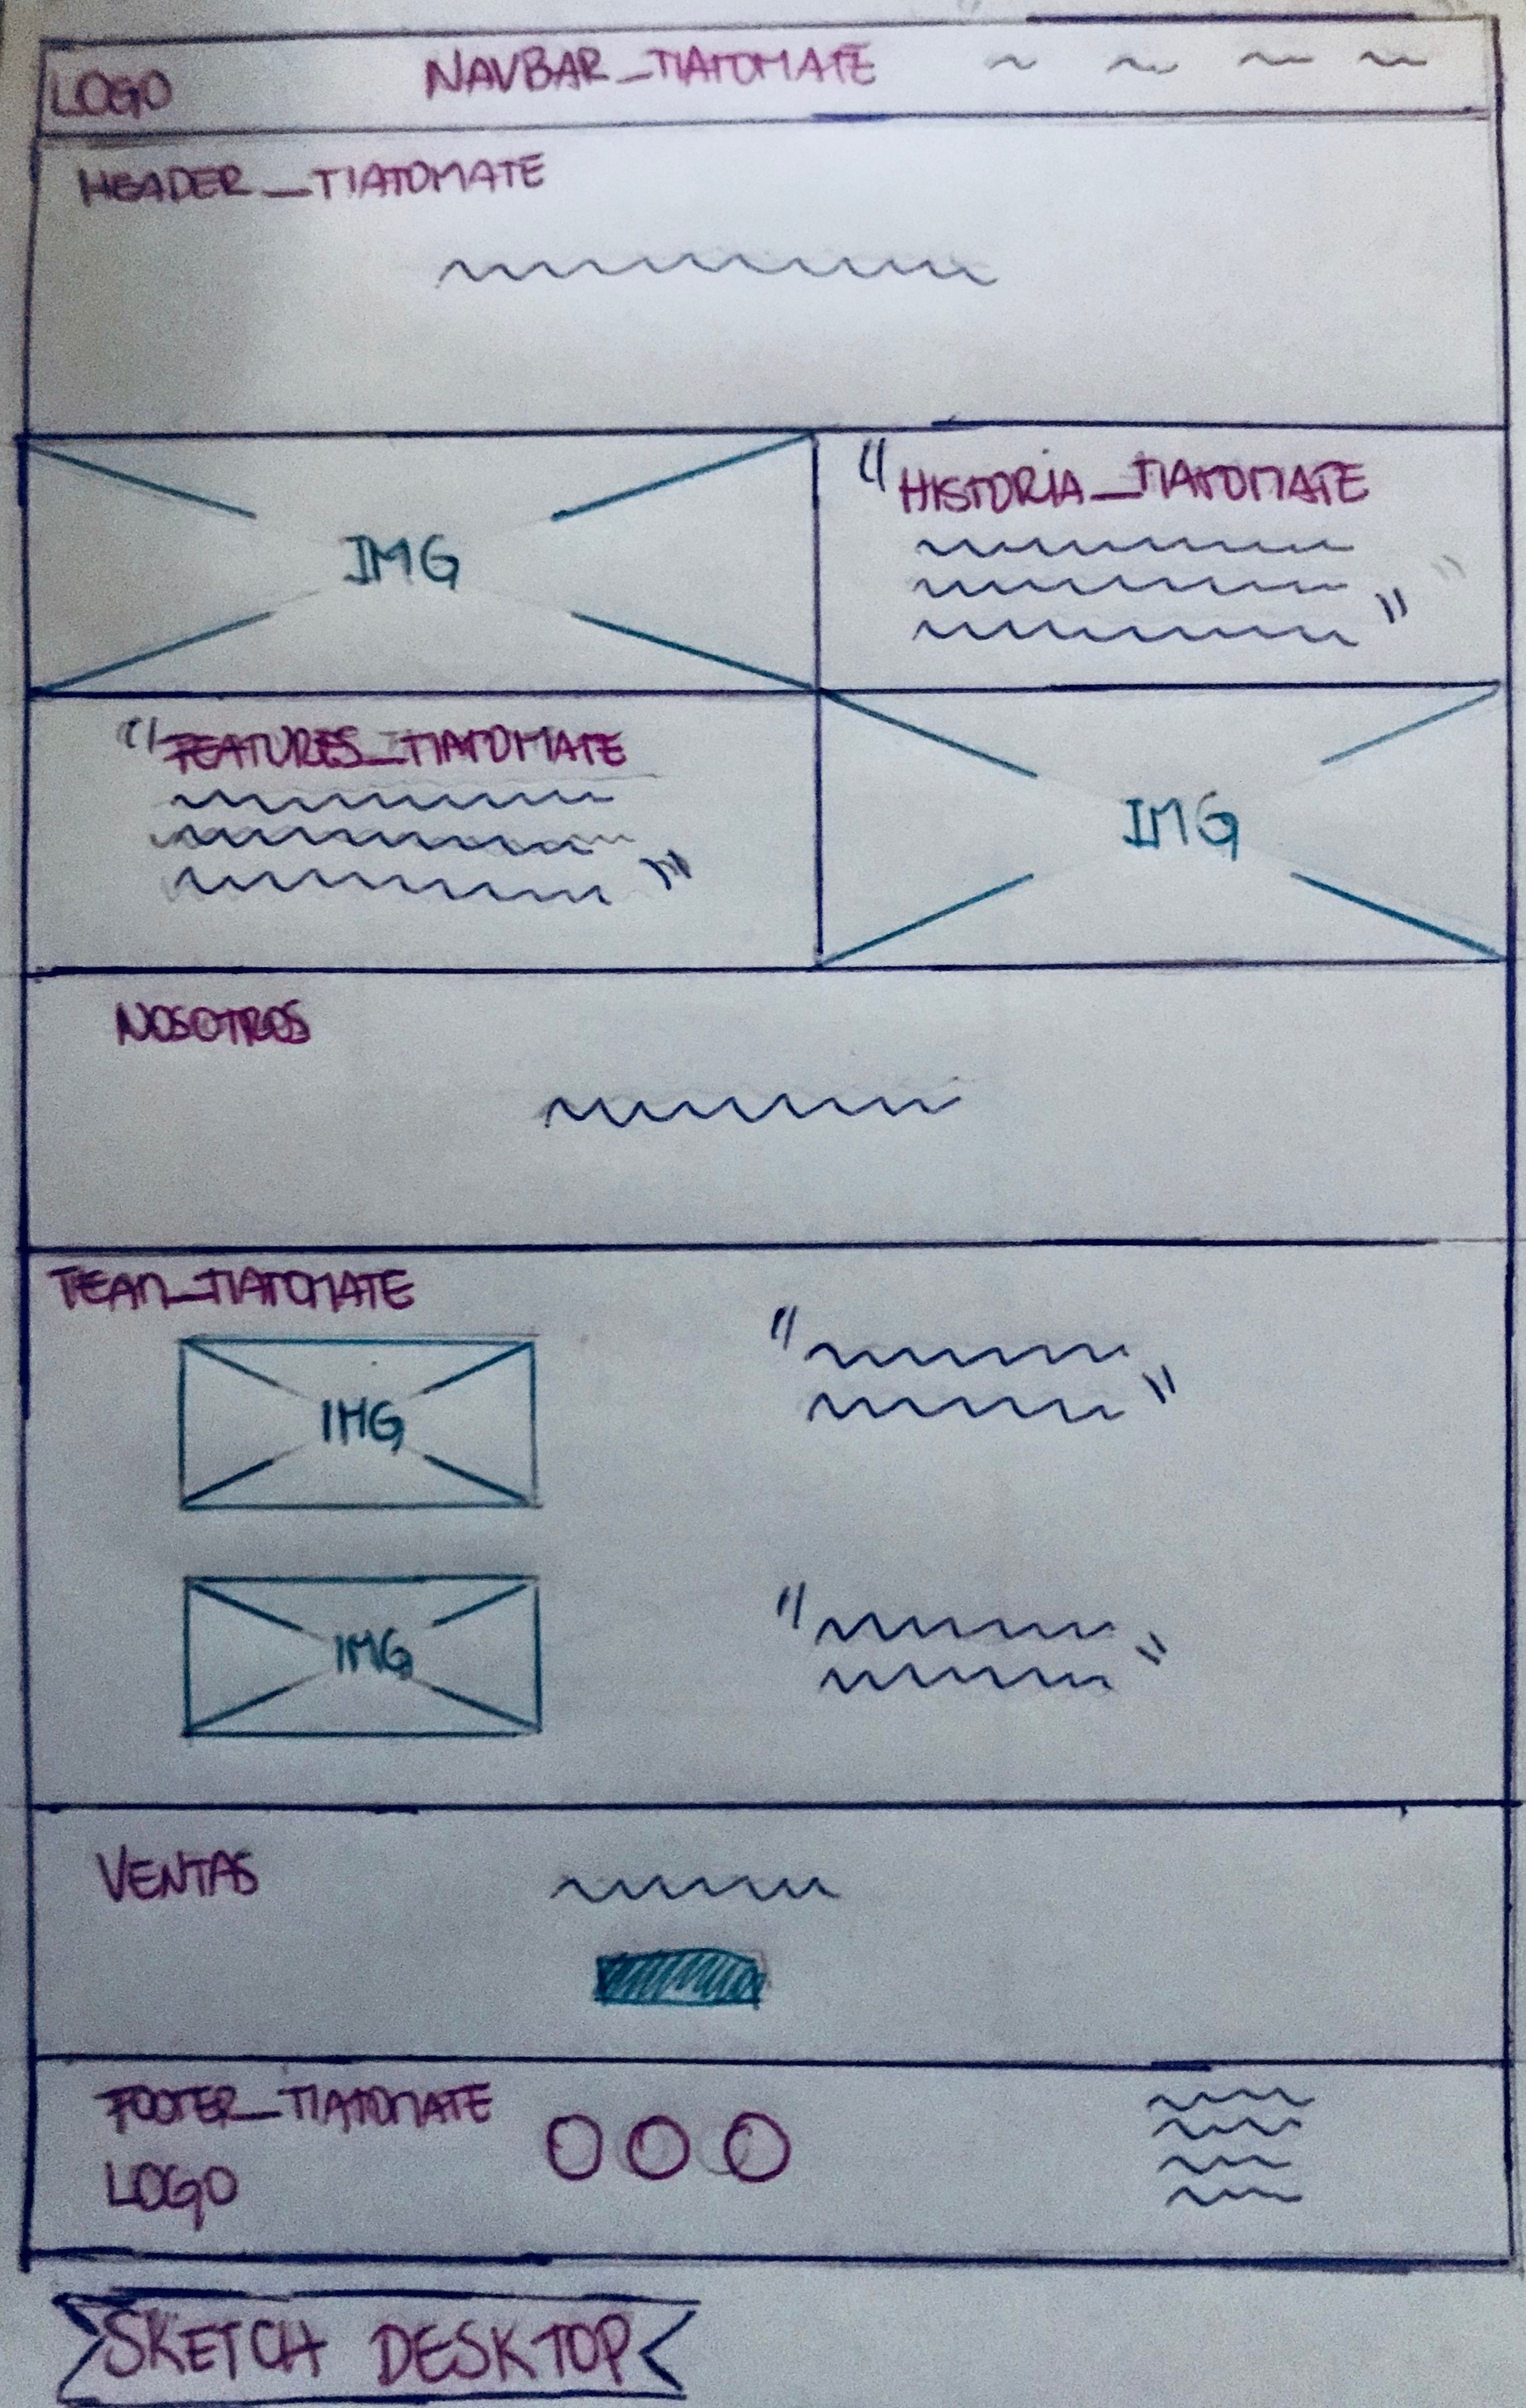 LOGO NAVBAR_TIATOMATE
HEADER_TIATOMATE
IMG
"HISTORIA_TIATOMATE
"
"FEATURES_TIATOMATE
"
IMG
NOSOTROS
TEAM_TIATOMATE
IMG
" "
IMG
" "
VENTAS
FOOTER_TIATOMATE
LOGO
SKETCH DESKTOP